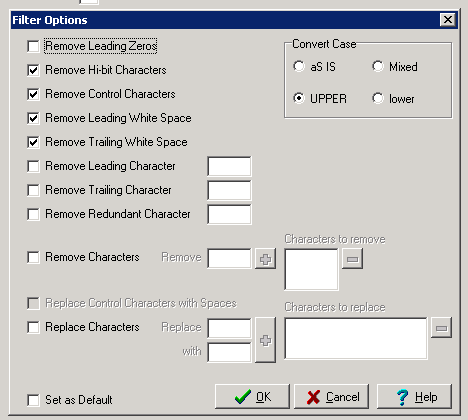 Filter Options
Remove Leading Zeros
Remove Hi-bit Characters
Remove Control Characters
Remove Leading White Space
Remove Trailing White Space
Remove Leading Character
Remove Trailing Character
Remove Redundant Character
Convert Case
aS IS
Mixed
UPPER
lower
Remove Characters
Remove
Characters to remove
Replace Control Characters with Spaces
Replace Characters
Replace
with
Characters to replace
Set as Default
OK
Cancel
Help